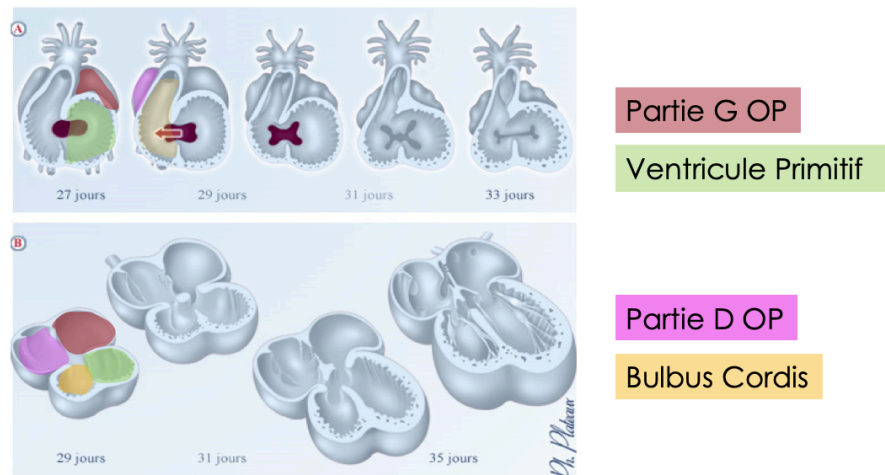 A
27 jours
29 jours
31 jours
33 jours
Partie G OP
Ventricule Primitif
B
29 jours
31 jours
35 jours
Ph. Plateaux
Partie D OP
Bulbus Cordis